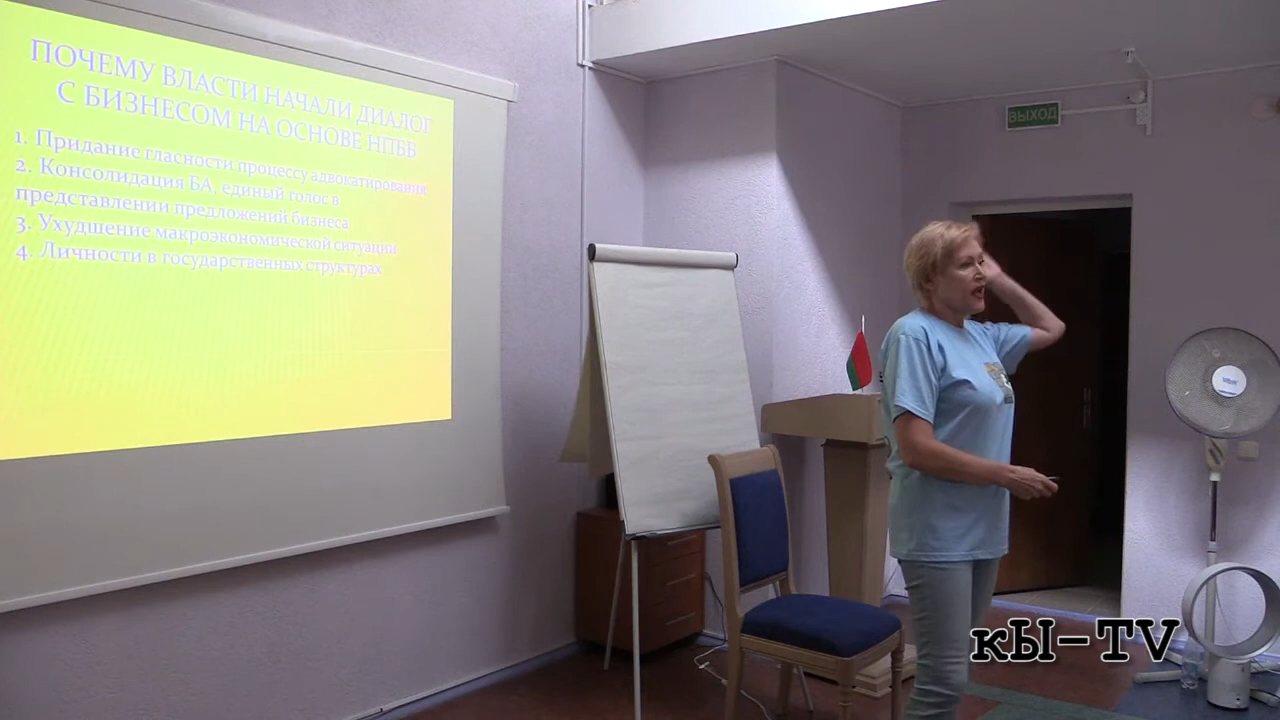 ПОЧЕМУ ВЛАСТИ НАЧАЛИ ДИАЛОГ
С БИЗНЕСОМ НА ОСНОВЕ НПББ
1. Придание гласности процессу адвокатирования
2. Консолидация БА, единый голос в
представлении предложений бизнеса
3. Ухудшение макроэкономической ситуации
4. Личности в государственных структурах
ВЫХОД
кЫ-TV